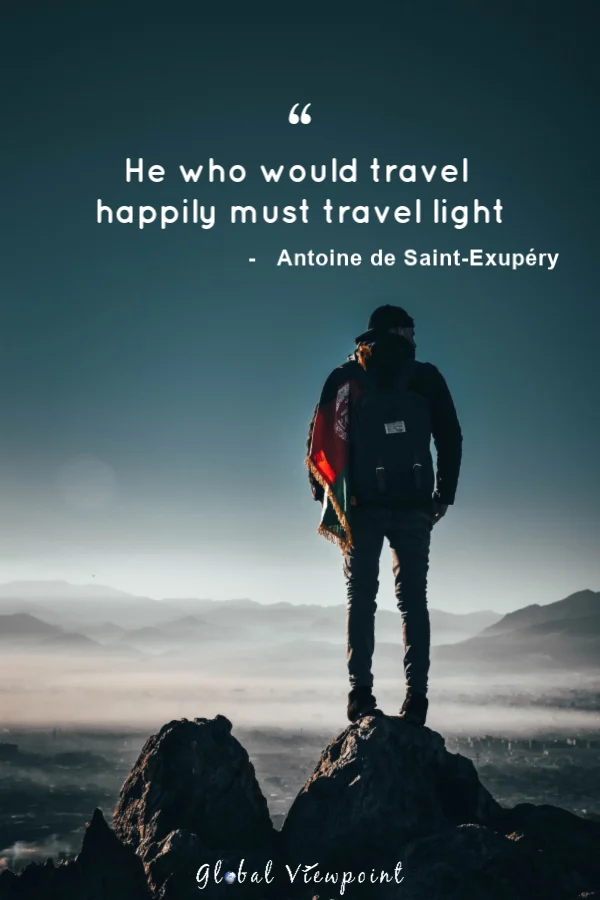 “
He who would travel
happily must travel light
- Antoine de Saint-Exupéry
Global Viewpoint